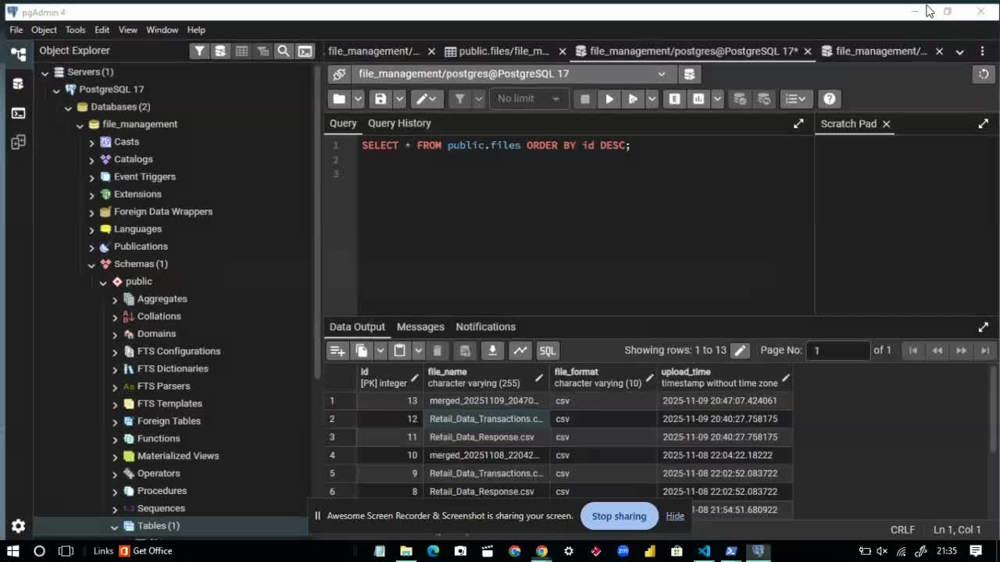 pgAdmin 4
File Object Tools Edit View Window Help
Object Explorer
file_management/...
public.files/file_m...
file_management/postgres@PostgreSQL 17*
file_management/...
Servers (1)
PostgreSQL 17
Databases (2)
file_management
Casts
Catalogs
Event Triggers
Extensions
Foreign Data Wrappers
Languages
Publications
Schemas (1)
public
Aggregates
Collations
Domains
FTS Configurations
FTS Dictionaries
FTS Parsers
FTS Templates
Foreign Tables
Functions
Materialized Views
Operators
Procedures
Sequences
Tables (1)
file_management/postgres@PostgreSQL 17
No limit
Query Query History
Scratch Pad
1 SELECT * FROM public.files ORDER BY id DESC;
2
3
Data Output Messages Notifications
SQL Showing rows: 1 to 13 Page No: 1 of 1
id file_name file_format upload_time
[PK] integer character varying (255) character varying (10) timestamp without time zone
1 13 merged_20251109_20470... csv 2025-11-09 20:47:07.424061
2 12 Retail_Data_Transactions.c... csv 2025-11-09 20:40:27.758175
3 11 Retail_Data_Response.csv csv 2025-11-09 20:40:27.758175
4 10 merged_20251108_22042... csv 2025-11-08 22:04:22.18222
5 9 Retail_Data_Transactions.c... csv 2025-11-08 22:02:52.083722
6 8 Retail_Data_Response.csv csv 2025-11-08 22:02:52.083722
-08 21:54:51.680922
Awesome Screen Recorder & Screenshot is sharing your screen. Stop sharing Hide
CRLF Ln 1, Col 1
Links Get Office 21:35